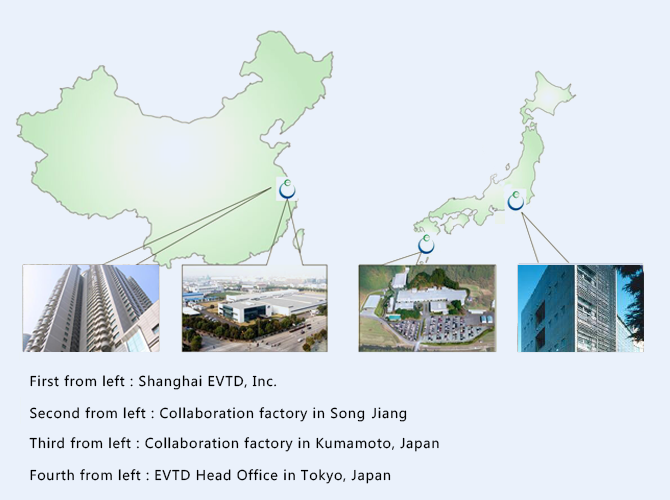 First from left : Shanghai EVTD, Inc.
Second from left : Collaboration factory in Song Jiang
Third from left : Collaboration factory in Kumamoto, Japan
Fourth from left : EVTD Head Office in Tokyo, Japan